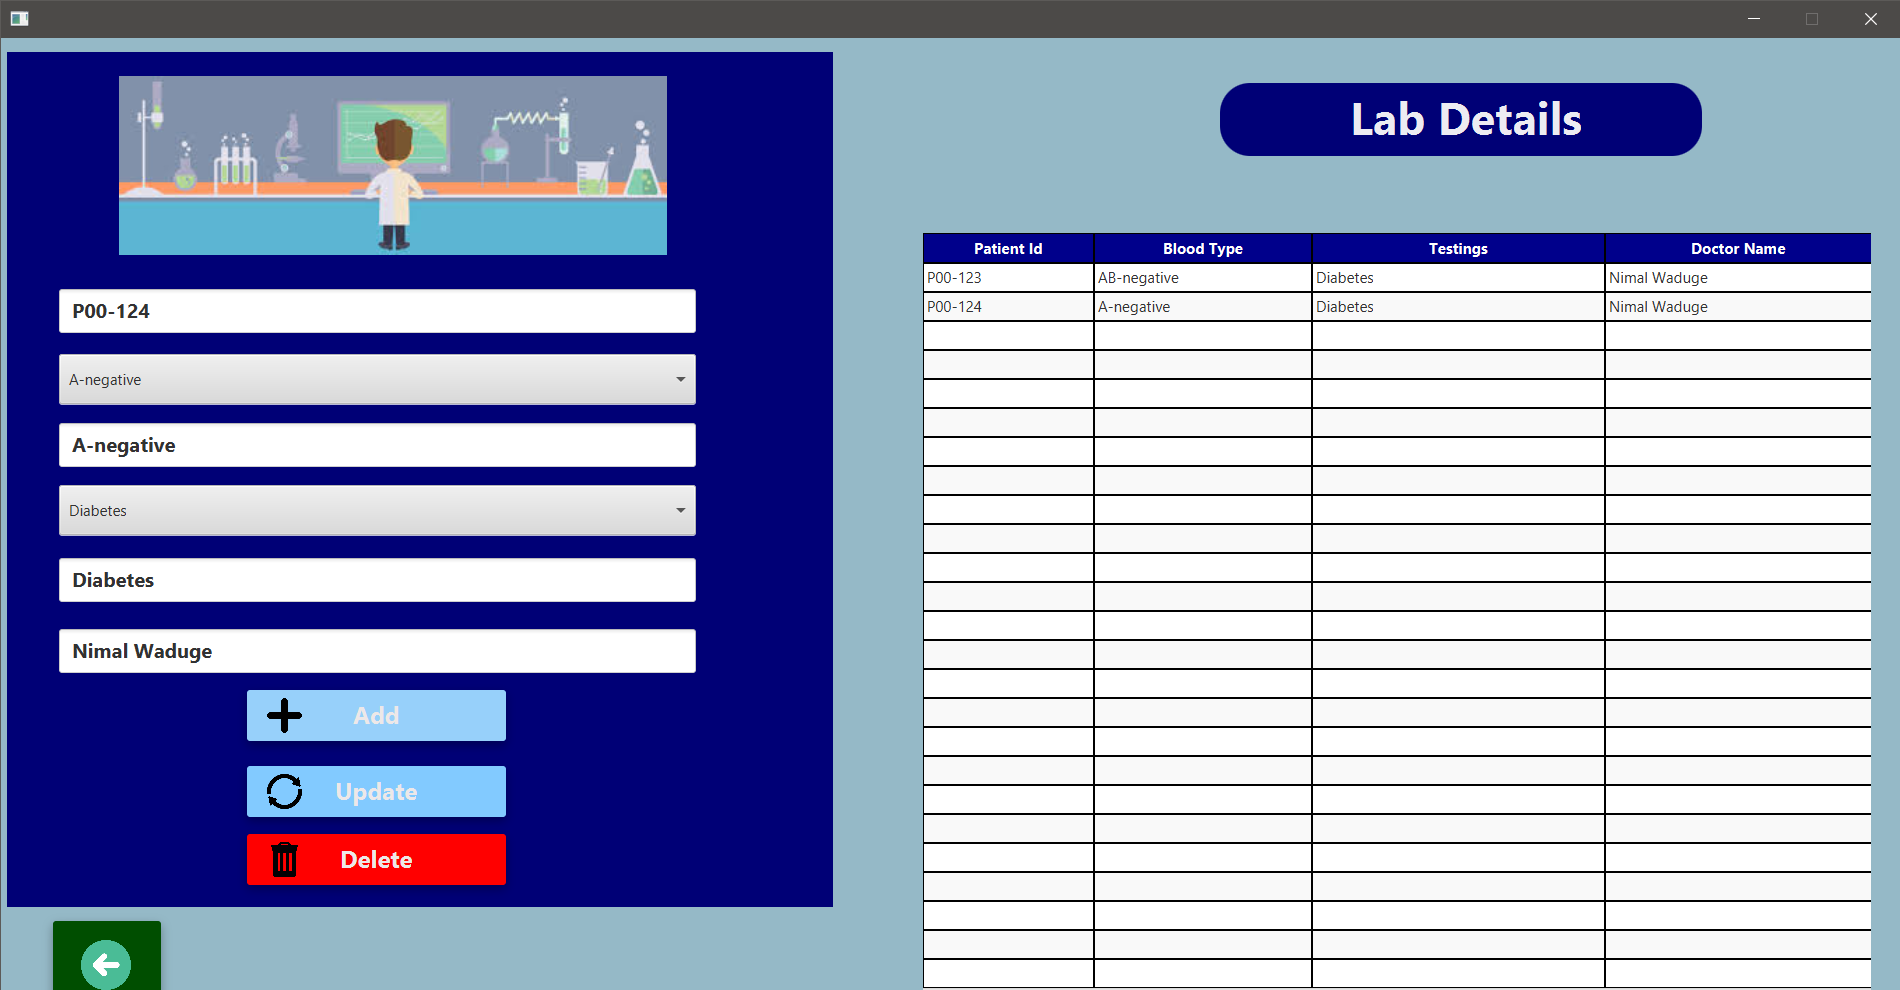 P00-124
A-negative
A-negative
Diabetes
Diabetes
Nimal Waduge
Add
Update
Delete
Lab Details
Patient Id Blood Type Testings Doctor Name
P00-123 AB-negative Diabetes Nimal Waduge
P00-124 A-negative Diabetes Nimal Waduge